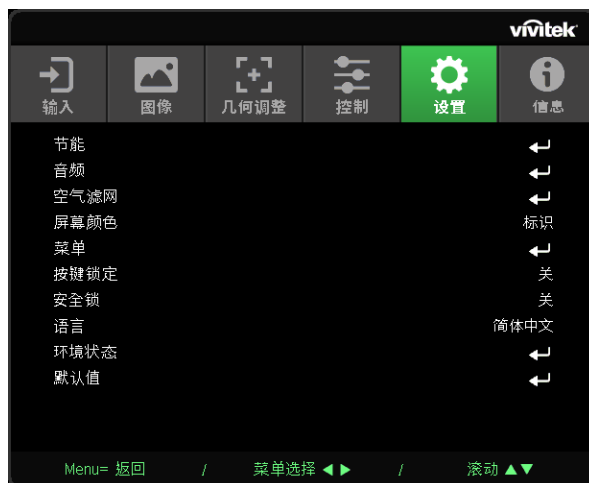 vivitek
输入 图像 几何调整 控制 设置 信息
节能
音频
空气滤网
屏幕颜色 标识
菜单
按键锁定 关
安全锁 关
语言 简体中文
环境状态
默认值
Menu= 返回 / 菜单选择 ◀ ▶ / 滚动 ▲▼